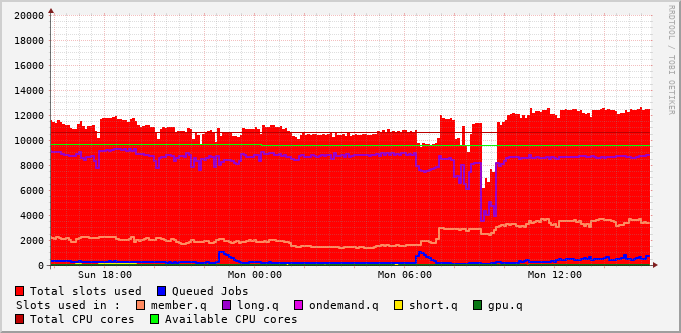 20000
18000
16000
14000
12000
10000
8000
6000
4000
2000
0
Sun 18:00 Mon 00:00 Mon 06:00 Mon 12:00
RRDTOOL / TOBI OETIKER
Total slots used Queued Jobs
Slots used in : member.q long.q ondemand.q short.q gpu.q
Total CPU cores Available CPU cores